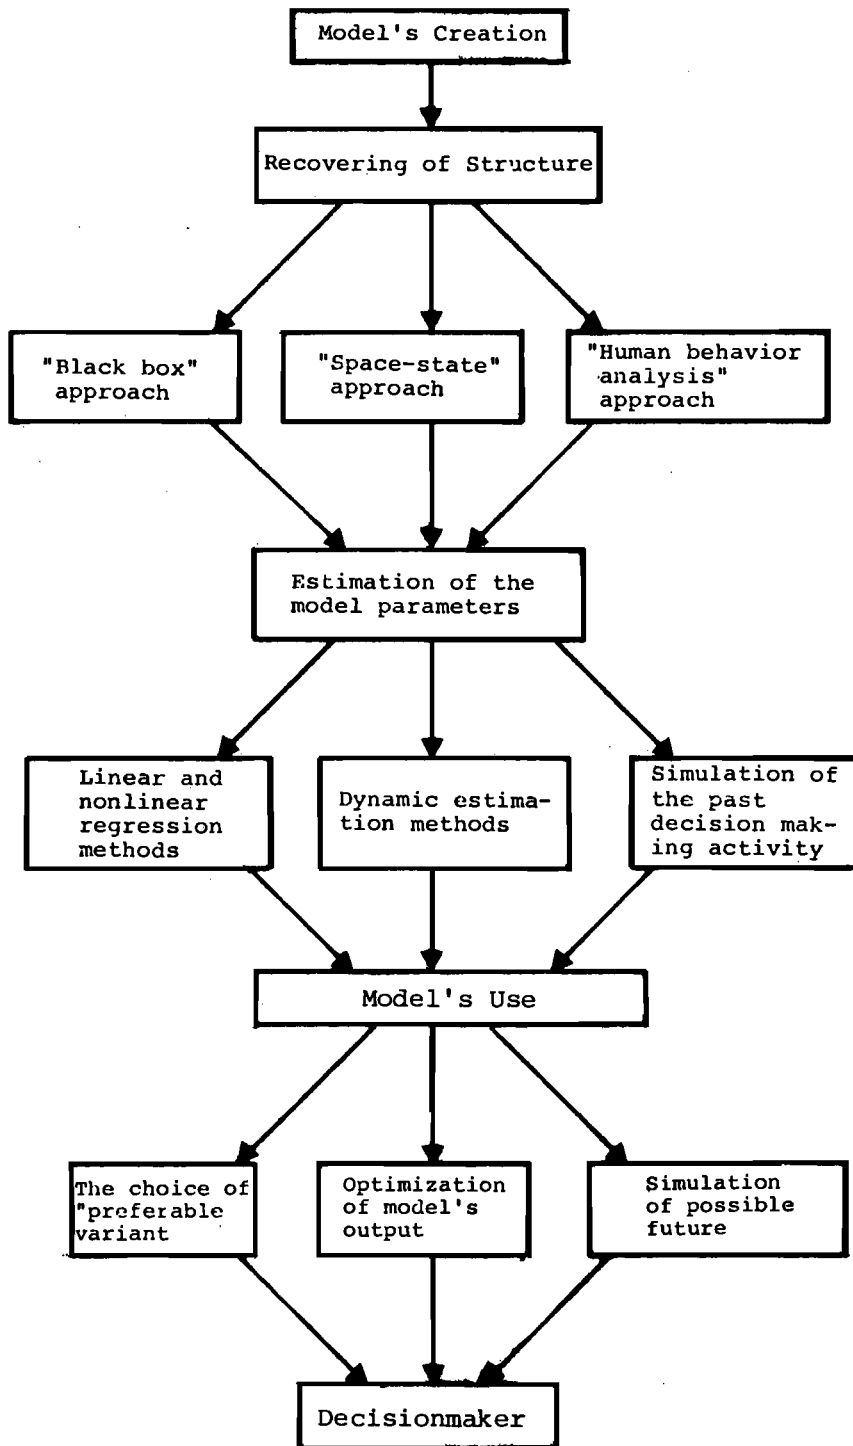 Model's Creation
Recovering of Structure
"Black box"
approach
"Space-state"
approach
"Human behavior
analysis"
approach
Estimation of the
model parameters
Linear and
nonlinear
regression
methods
Dynamic estima-
tion methods
Simulation of
the past
decision mak-
ing activity
Model's Use
The choice of
"preferable
variant
Optimization
of model's
output
Simulation
of possible
future
Decisionmaker